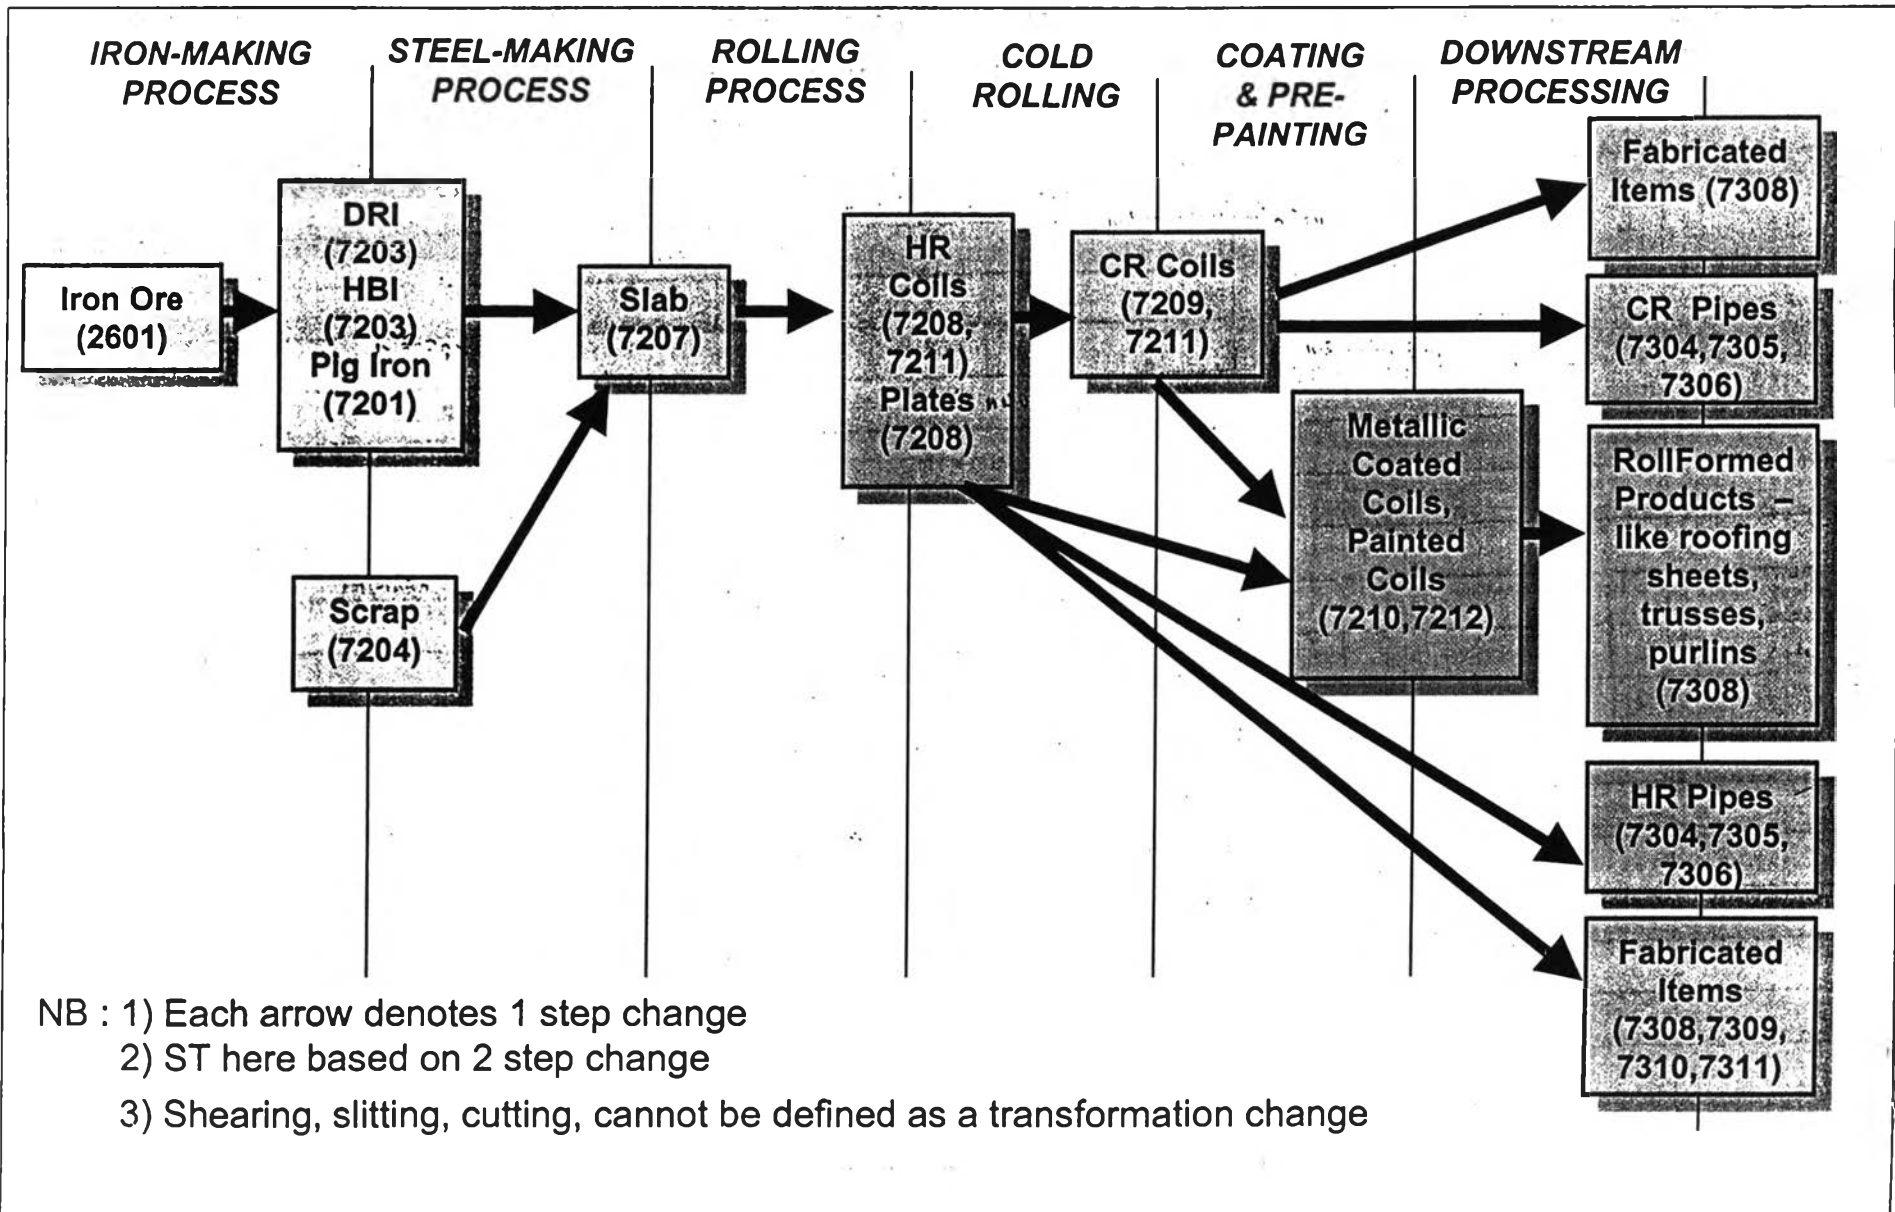 IRON-MAKING
PROCESS
STEEL-MAKING
PROCESS
ROLLING
PROCESS
COLD
ROLLING
COATING
& PRE-
PAINTING
DOWNSTREAM
PROCESSING
Iron Ore
(2601)
DRI
(7203)
HBI
(7203)
Pig Iron
(7201)
Scrap
(7204)
Slab
(7207)
HR
Coils
(7208,
7211)
Plates
(7208)
CR Coils
(7209,
7211)
Metallic
Coated
Coils,
Painted
Coils
(7210,7212)
Fabricated
Items (7308)
CR Pipes
(7304,7305,
7306)
RollFormed
Products –
like roofing
sheets,
trusses,
purlins
(7308)
HR Pipes
(7304,7305,
7306)
Fabricated
Items
(7308,7309,
7310,7311)
NB : 1) Each arrow denotes 1 step change
2) ST here based on 2 step change
3) Shearing, slitting, cutting, cannot be defined as a transformation change